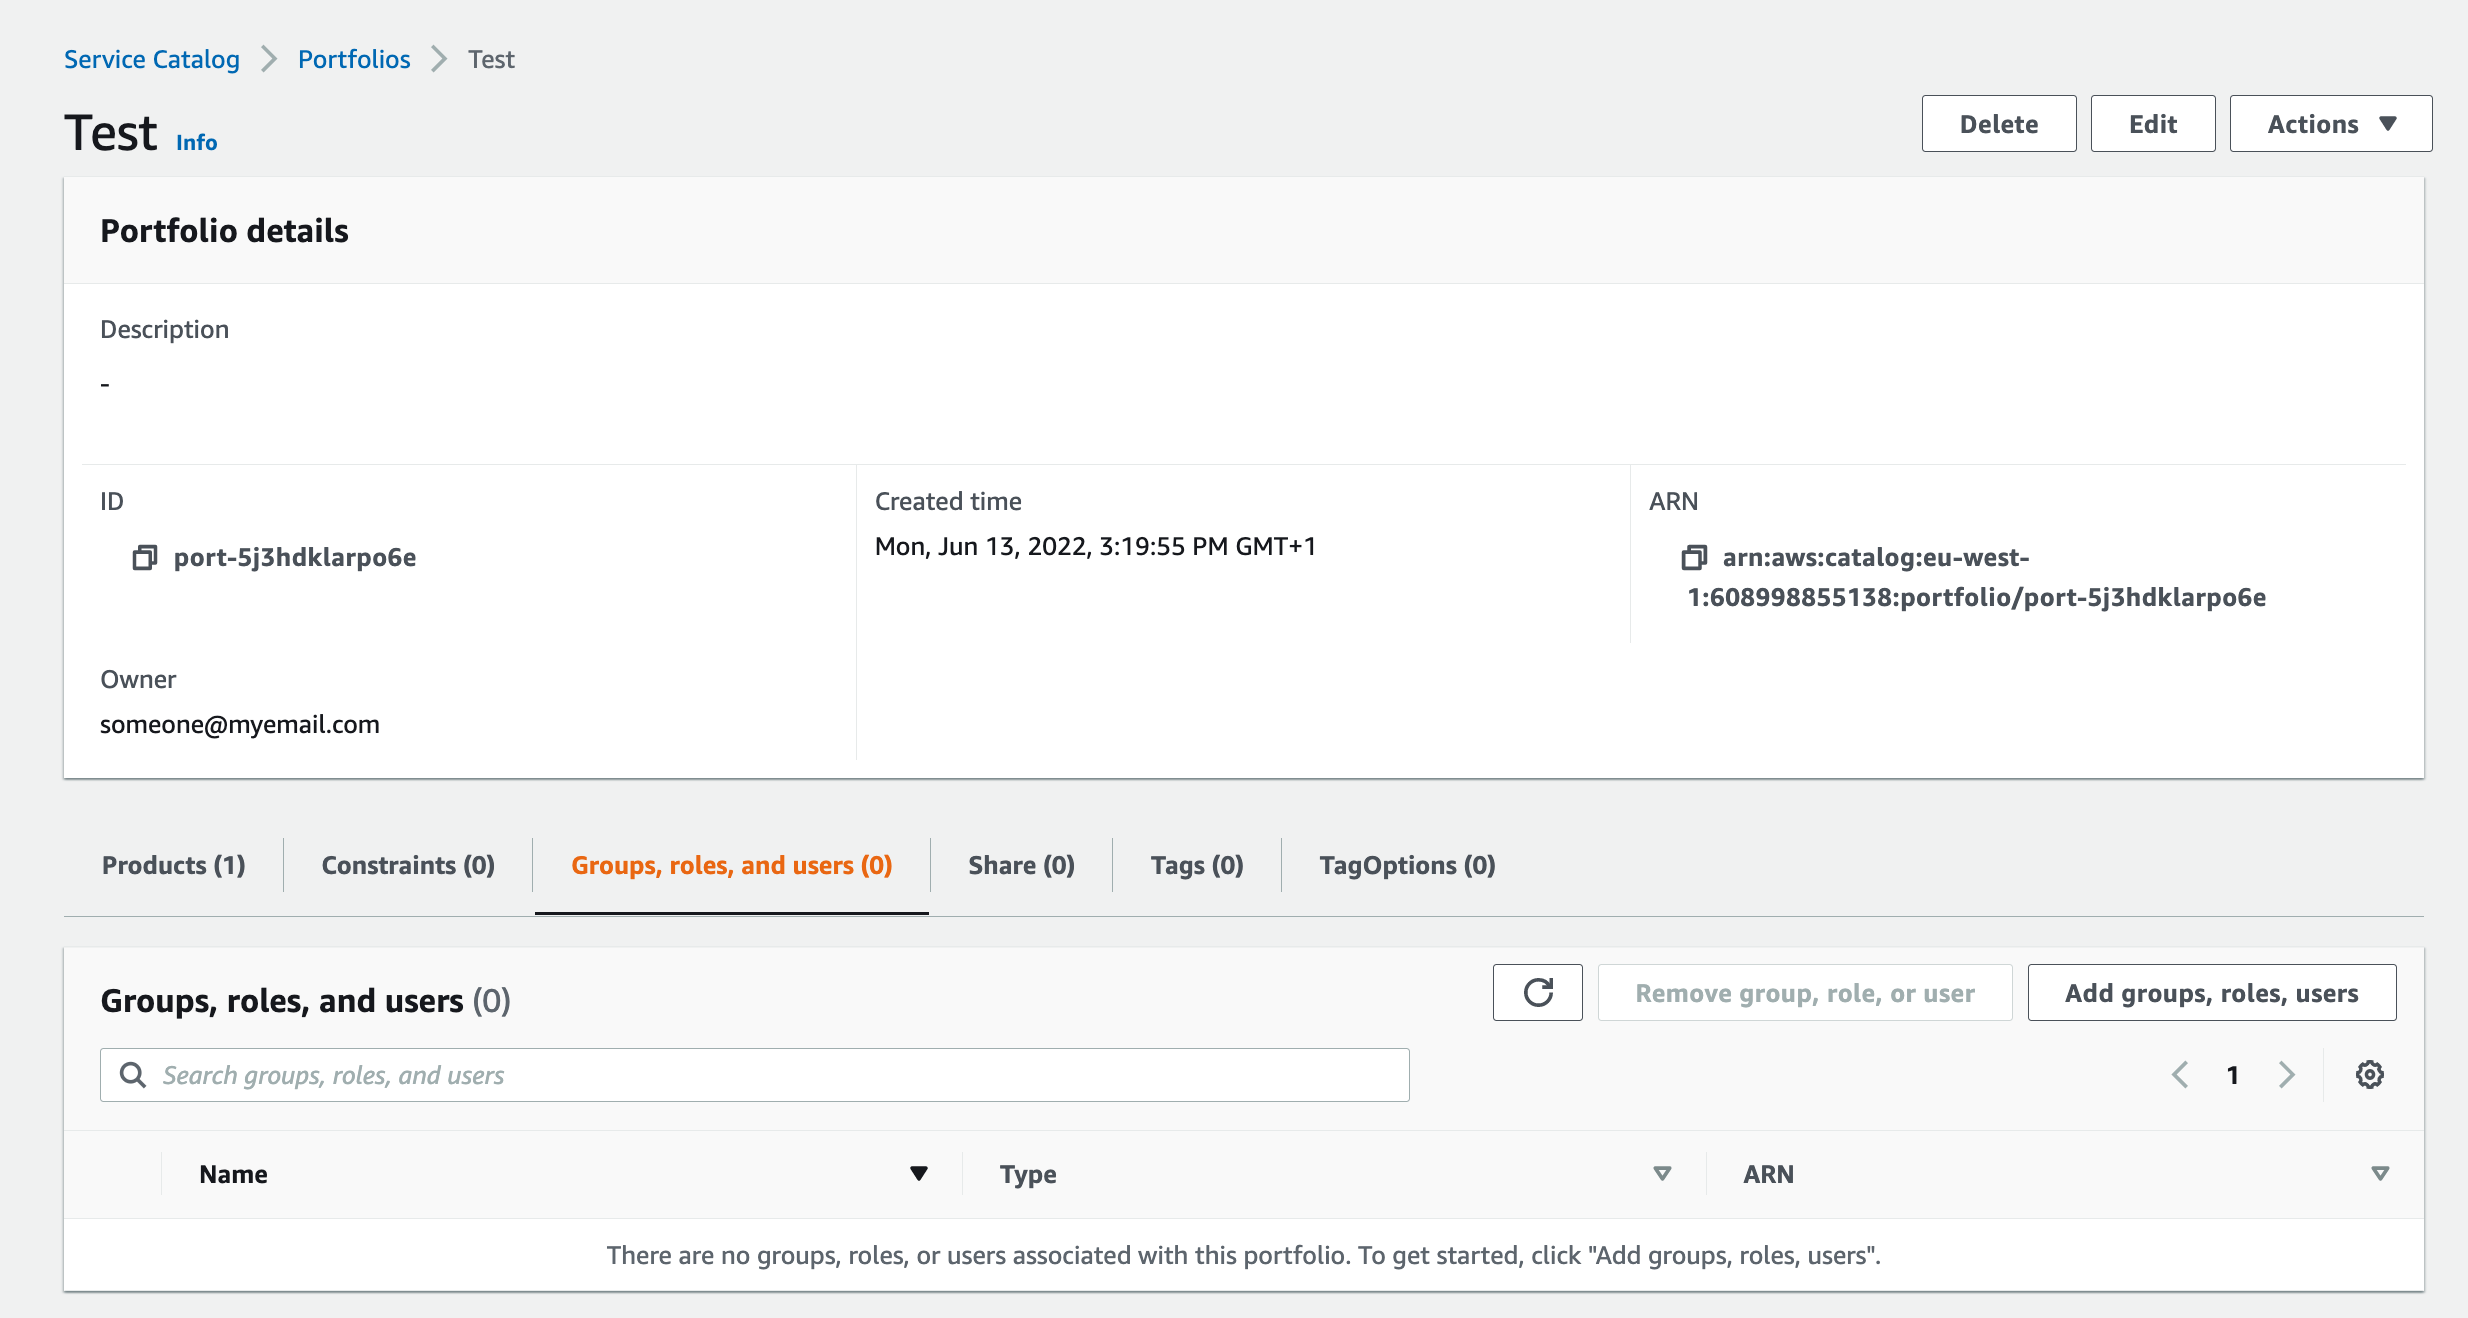 Service Catalog > Portfolios > Test
Test Info
Delete Edit Actions
Portfolio details
Description
-
ID
port-5j3hdklarpo6e
Created time
Mon, Jun 13, 2022, 3:19:55 PM GMT+1
ARN
arn:aws:catalog:eu-west-
1:608998855138:portfolio/port-5j3hdklarpo6e
Owner
someone@myemail.com
Products (1) Constraints (0) Groups, roles, and users (0) Share (0) Tags (0) TagOptions (0)
Groups, roles, and users (0)
Remove group, role, or user Add groups, roles, users
Search groups, roles, and users
1
Name Type ARN
There are no groups, roles, or users associated with this portfolio. To get started, click "Add groups, roles, users".